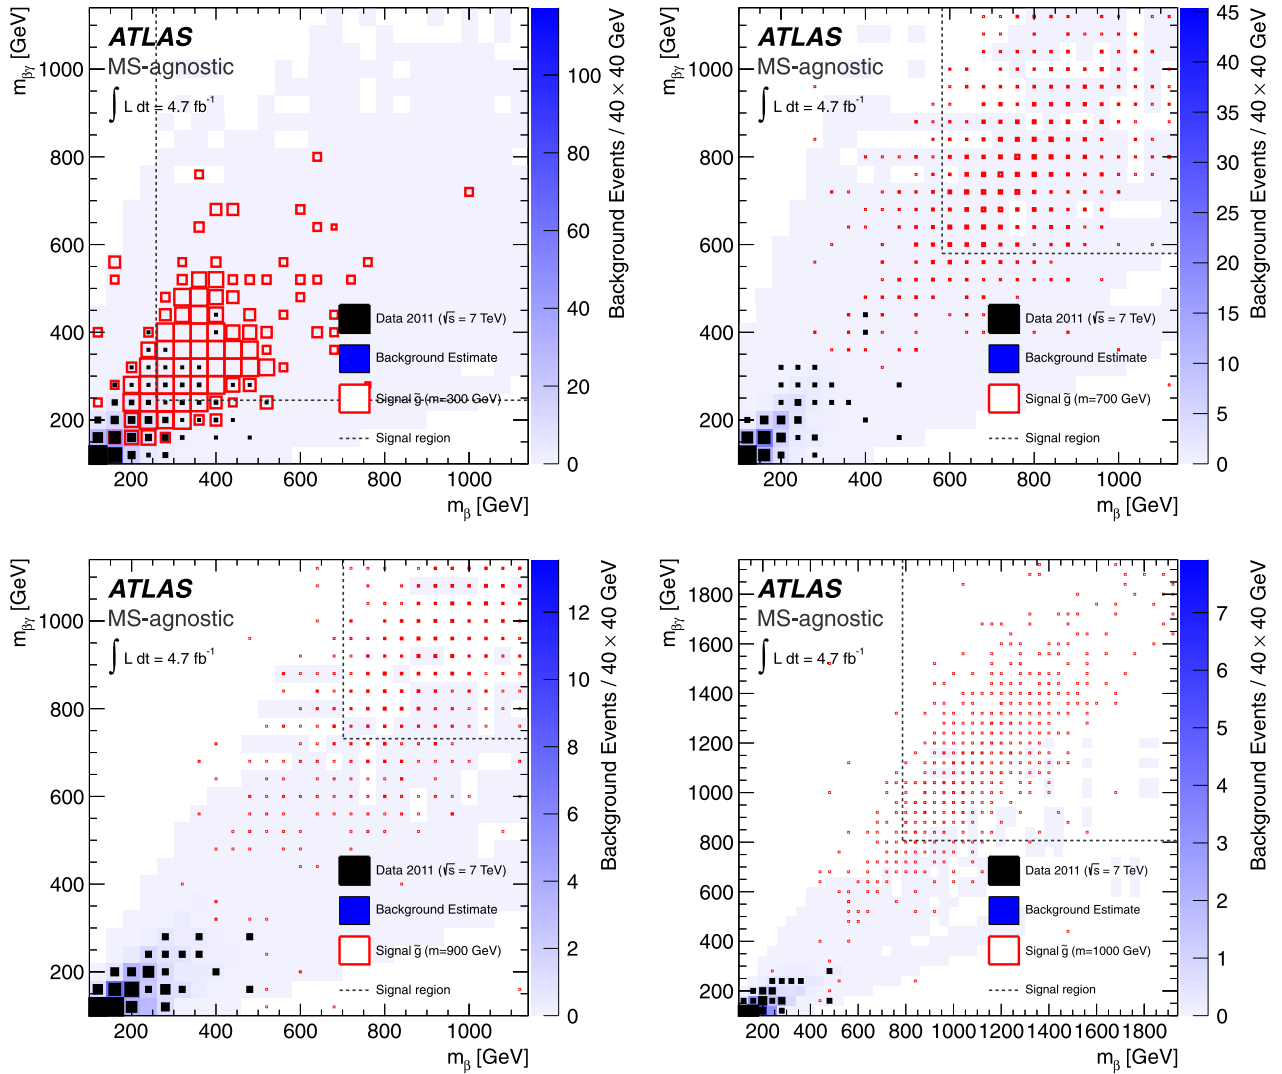 m_βγ [GeV]
ATLAS
MS-agnostic
∫ L dt = 4.7 fb⁻¹
1000
800
600
400
200
Data 2011 (√s = 7 TeV)
Background Estimate
Signal g̃ (m=300 GeV)
Signal region
200 400 600 800 1000
m_β [GeV]
100
80
60
40
20
0
Background Events / 40 × 40 GeV
m_βγ [GeV]
ATLAS
MS-agnostic
∫ L dt = 4.7 fb⁻¹
1000
800
600
400
200
Data 2011 (√s = 7 TeV)
Background Estimate
Signal g̃ (m=700 GeV)
Signal region
200 400 600 800 1000
m_β [GeV]
45
40
35
30
25
20
15
10
5
0
Background Events / 40 × 40 GeV
m_βγ [GeV]
ATLAS
MS-agnostic
∫ L dt = 4.7 fb⁻¹
1000
800
600
400
200
Data 2011 (√s = 7 TeV)
Background Estimate
Signal g̃ (m=900 GeV)
Signal region
200 400 600 800 1000
m_β [GeV]
12
10
8
6
4
2
0
Background Events / 40 × 40 GeV
m_βγ [GeV]
ATLAS
MS-agnostic
∫ L dt = 4.7 fb⁻¹
1800
1600
1400
1200
1000
800
600
400
200
Data 2011 (√s = 7 TeV)
Background Estimate
Signal g̃ (m=1000 GeV)
Signal region
200 400 600 800 1000 1200 1400 1600 1800
m_β [GeV]
7
6
5
4
3
2
1
0
Background Events / 40 × 40 GeV